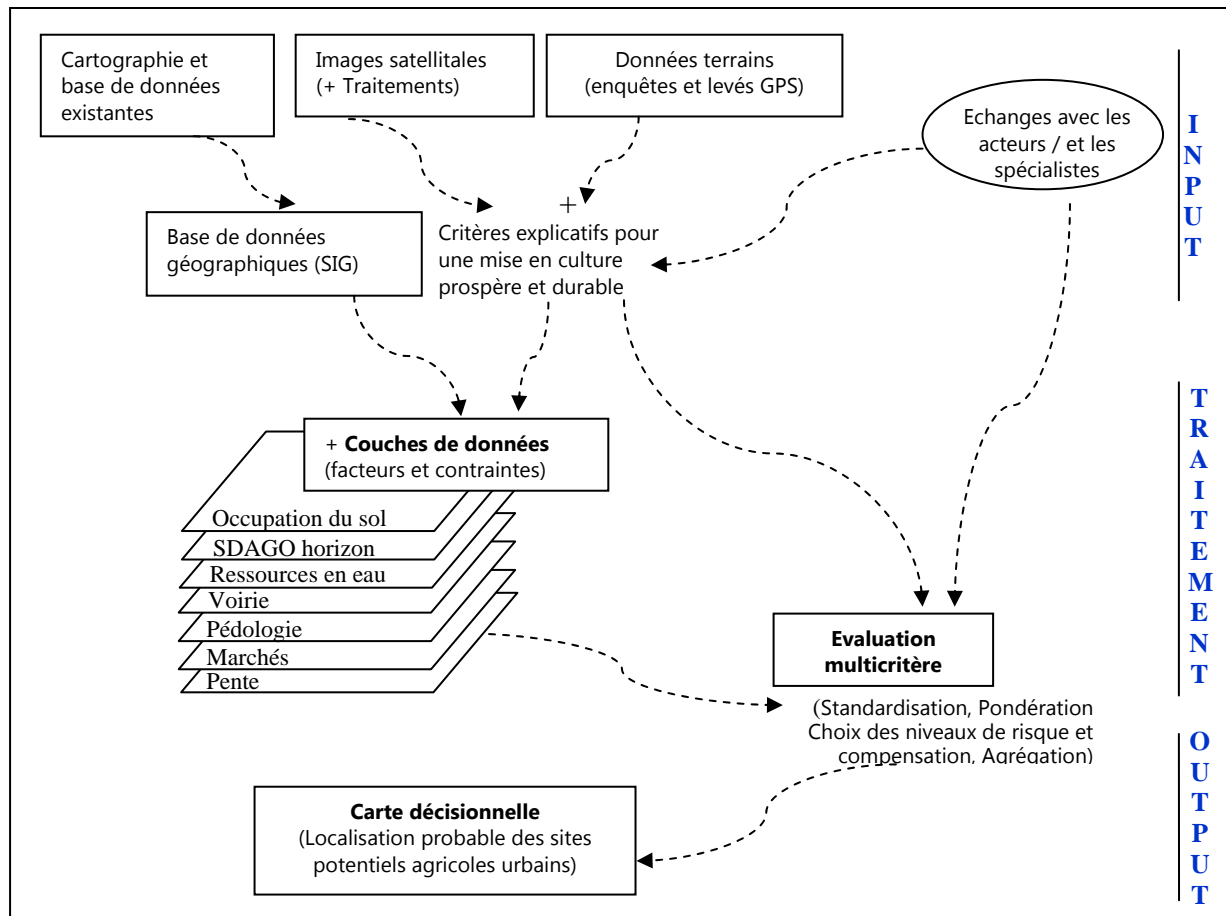 Cartographie et
base de données
existantes
Images satellitales
(+ Traitements)
Données terrains
(enquêtes et levés GPS)
Echanges avec les
acteurs / et les
spécialistes
INPUT
Base de données
géographiques (SIG)
+
Critères explicatifs pour
une mise en culture
prospère et durable
+ Couches de données
(facteurs et contraintes)
Occupation du sol
SDAGO horizon
Ressources en eau
Voirie
Pédologie
Marchés
Pente
TRAITEMENT
Evaluation
multicritère
(Standardisation, Pondération
Choix des niveaux de risque et
compensation, Agrégation)
Carte décisionnelle
(Localisation probable des sites
potentiels agricoles urbains)
OUTPUT